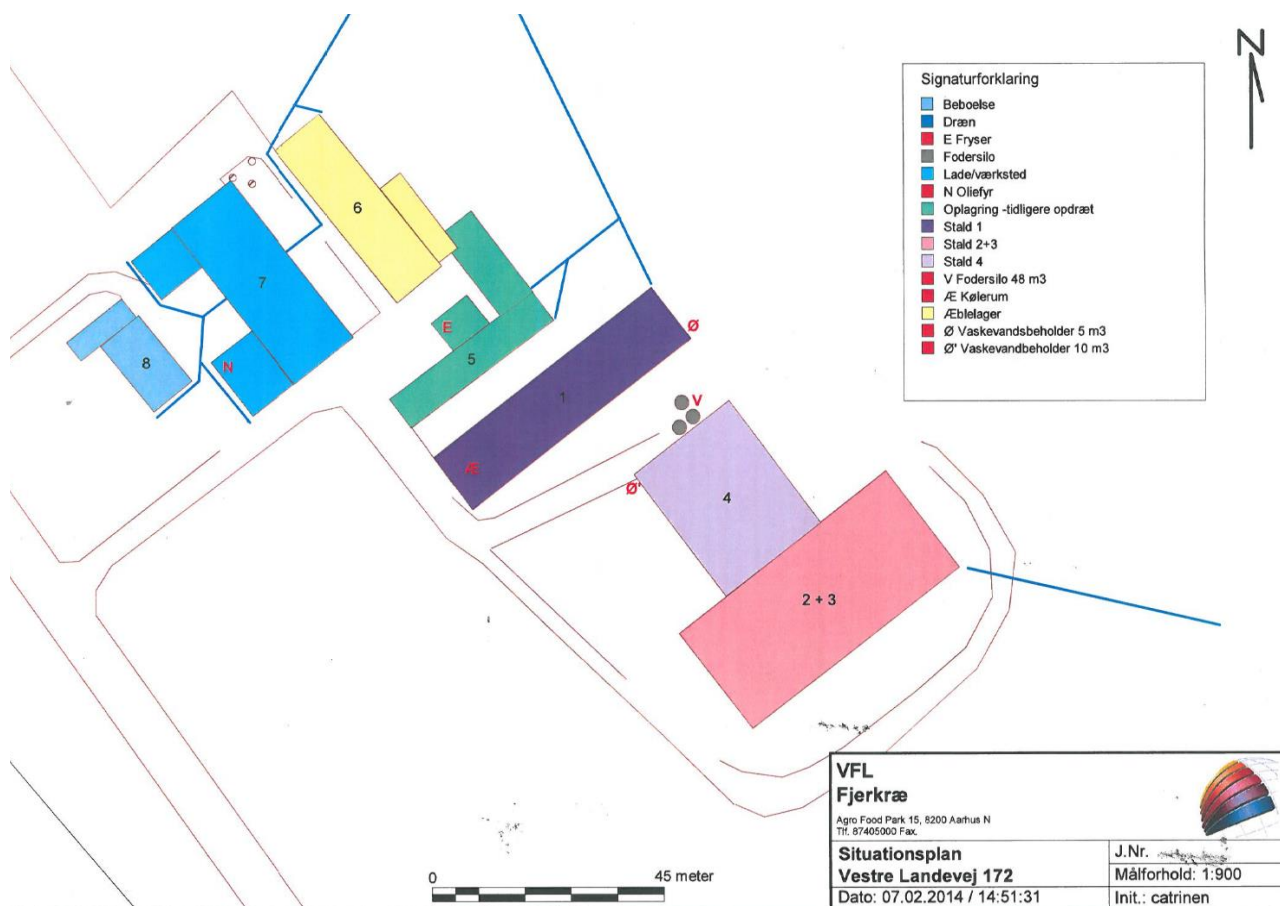 N
Signaturforklaring
Beboelse
Dræn
E Fryser
Fodersilo
Lade/værksted
N Oliefyr
Oplagring -tidligere opdræt
Stald 1
Stald 2+3
Stald 4
V Fodersilo 48 m3
Æ Kølerum
Æblelager
Ø Vaskevandsbeholder 5 m3
Ø' Vaskevandbeholder 10 m3
6
7
E
Ø
8
N
5
1
V
Æ
Ø'
4
2 + 3
0 45 meter
VFL
Fjerkræ
Agro Food Park 15, 8200 Aarhus N
Tlf. 87405000 Fax.
Situationsplan
Vestre Landevej 172
Dato: 07.02.2014 / 14:51:31
J.Nr.
Målforhold: 1:900
Init.: catrinen